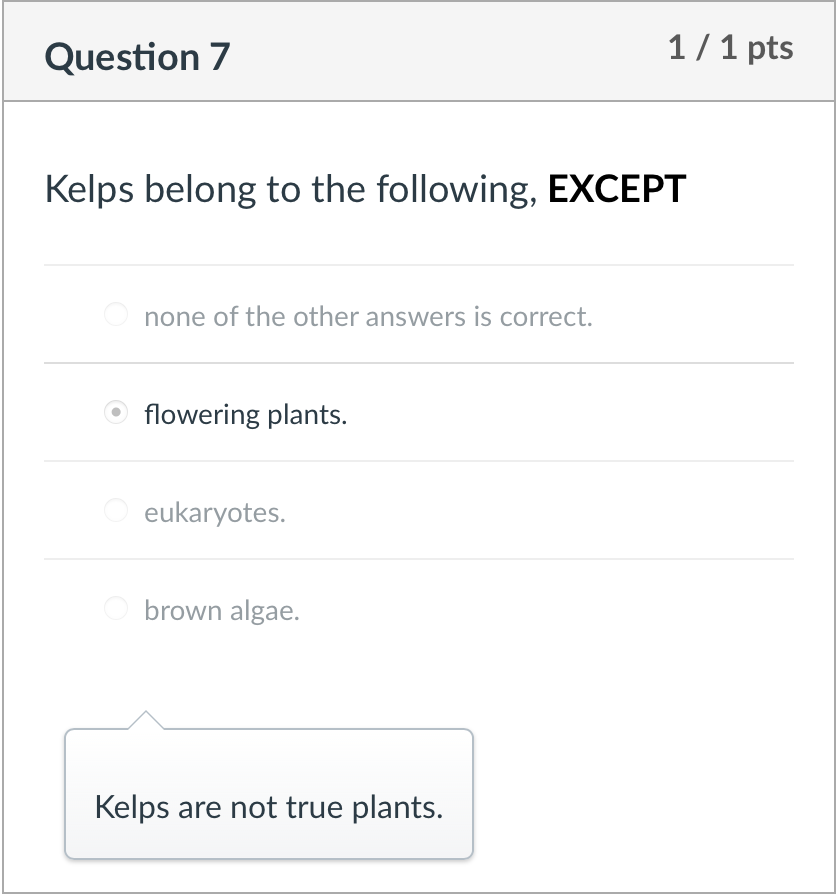 Question 7
1 / 1 pts
Kelps belong to the following, EXCEPT
none of the other answers is correct.
flowering plants.
eukaryotes.
brown algae.
Kelps are not true plants.